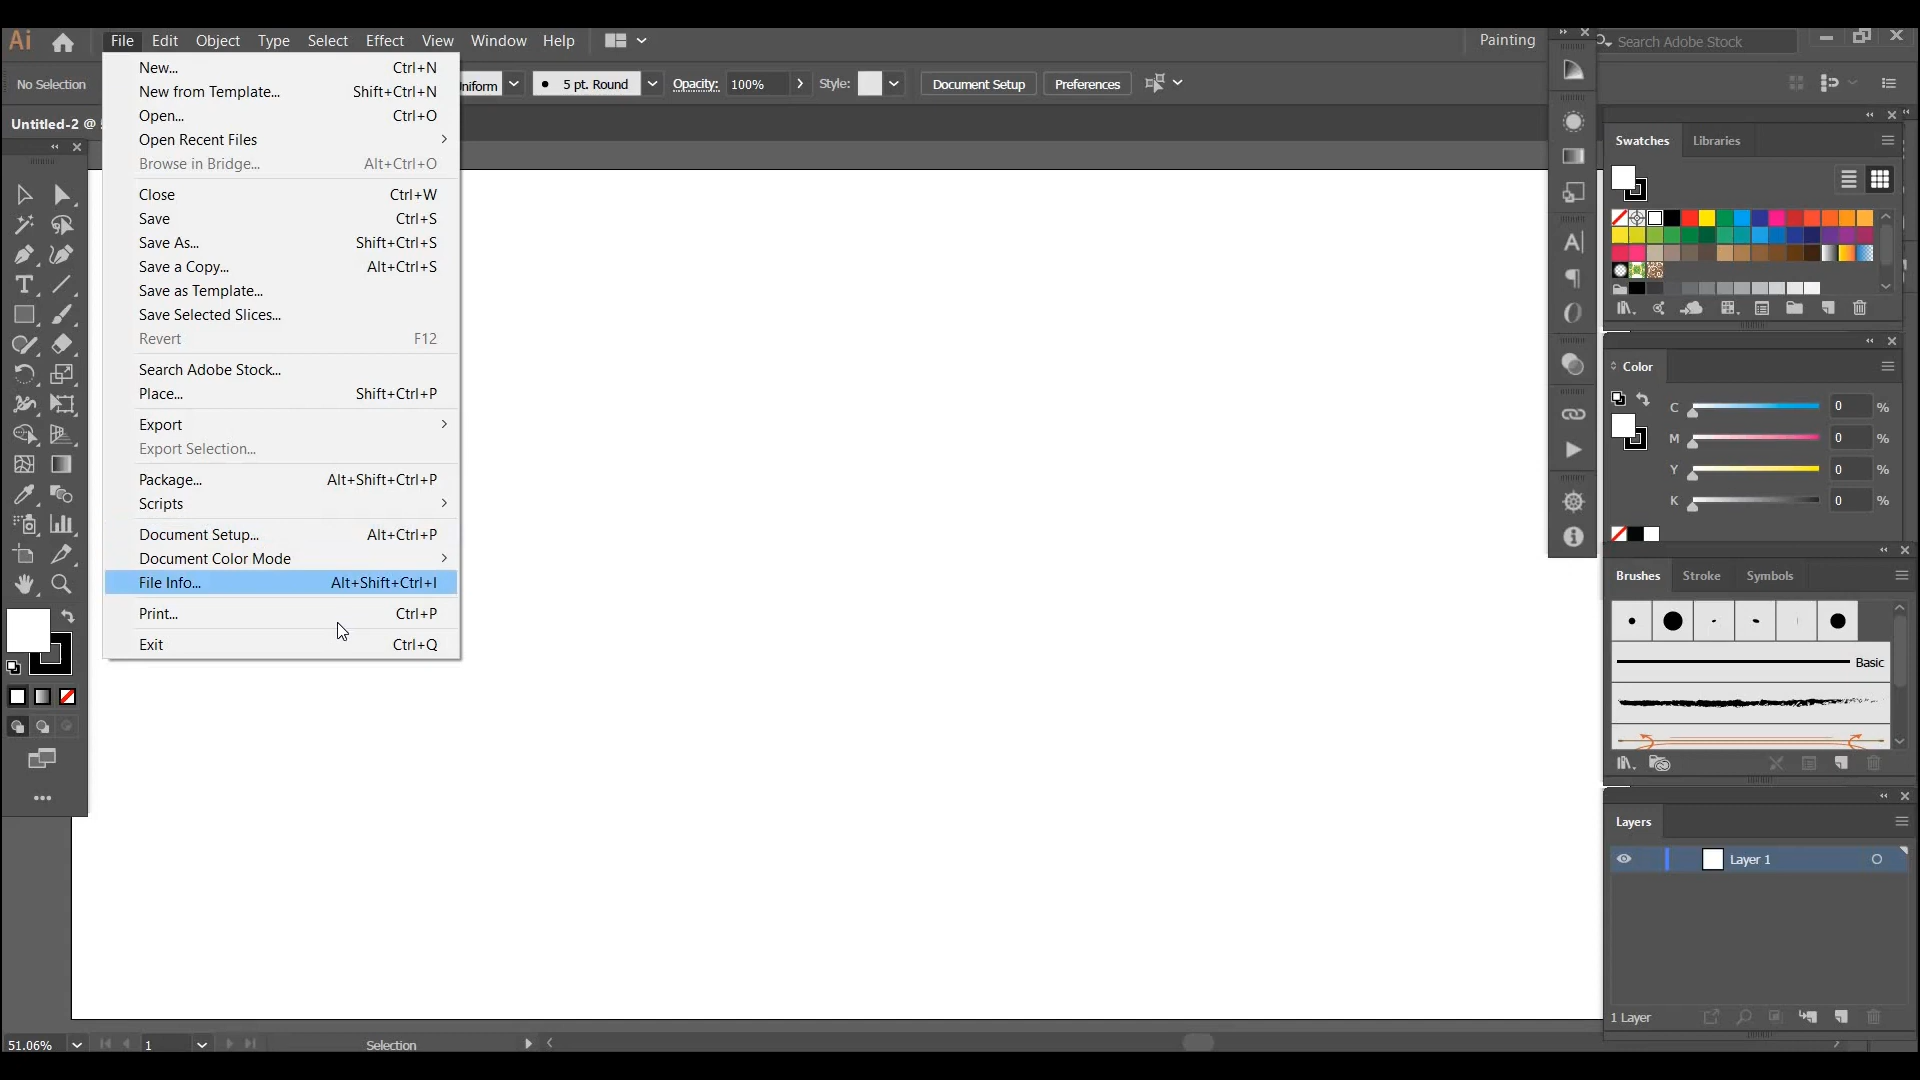 Ai File Edit Object Type Select Effect View Window Help Painting Search Adobe Stock
No Selection 5 pt. Round Opacity: 100% Style: Document Setup Preferences
Untitled-2 @
New... Ctrl+N
New from Template... Shift+Ctrl+N
Open... Ctrl+O
Open Recent Files
Browse in Bridge... Alt+Ctrl+O
Close Ctrl+W
Save Ctrl+S
Save As... Shift+Ctrl+S
Save a Copy... Alt+Ctrl+S
Save as Template...
Save Selected Slices...
Revert F12
Search Adobe Stock...
Place... Shift+Ctrl+P
Export
Export Selection...
Package... Alt+Shift+Ctrl+P
Scripts
Document Setup... Alt+Ctrl+P
Document Color Mode
File Info... Alt+Shift+Ctrl+I
Print... Ctrl+P
Exit Ctrl+Q
Swatches Libraries
Color
C 0 %
M 0 %
Y 0 %
K 0 %
Brushes Stroke Symbols
Basic
Layers
Layer 1
1 Layer
51.06% 1 Selection